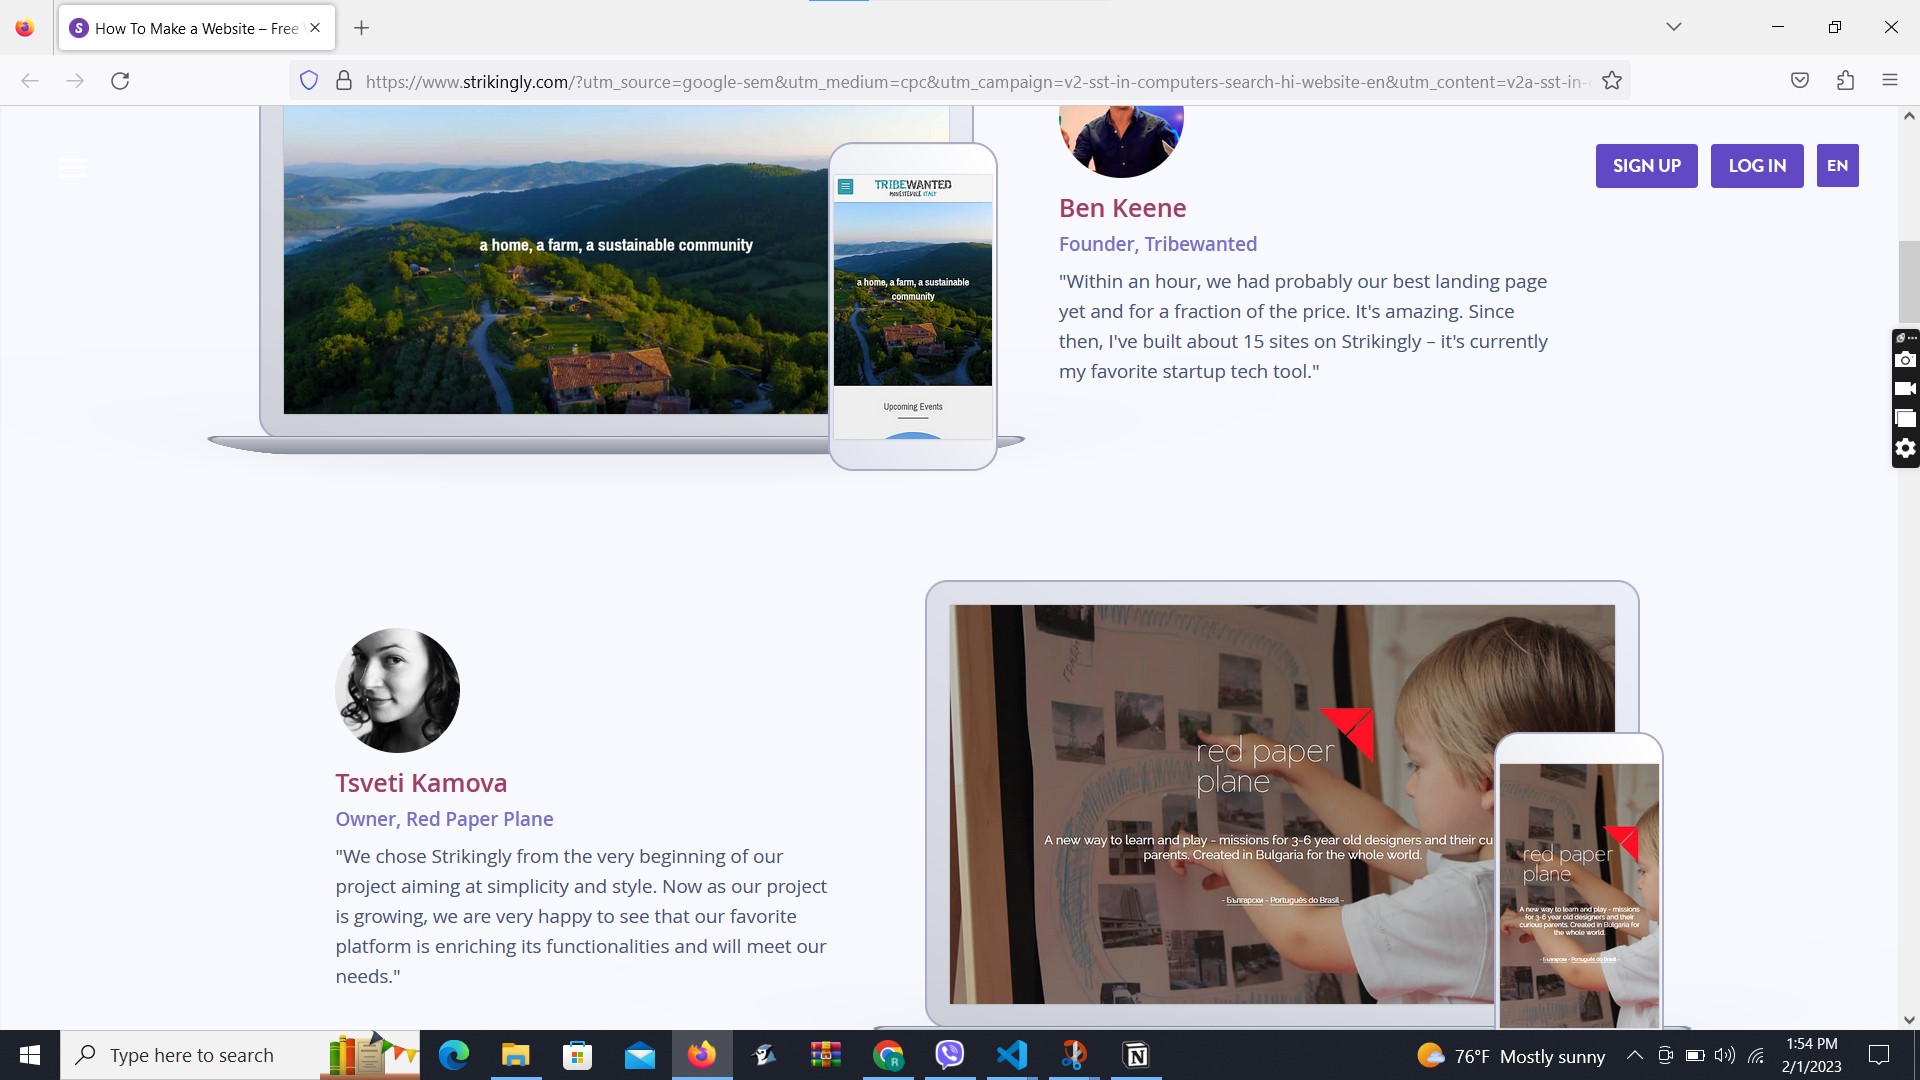 How To Make a Website – Free
https://www.strikingly.com/?utm_source=google-sem&utm_medium=cpc&utm_campaign=v2-sst-in-computers-search-hi-website-en&utm_content=v2a-sst-in-
SIGN UP
LOG IN
EN
a home, a farm, a sustainable community
TRIBEWANTED
MONESTEVOLE ITALY
a home, a farm, a sustainable
community
Upcoming Events
Ben Keene
Founder, Tribewanted
"Within an hour, we had probably our best landing page
yet and for a fraction of the price. It's amazing. Since
then, I've built about 15 sites on Strikingly – it's currently
my favorite startup tech tool."
Tsveti Kamova
Owner, Red Paper Plane
"We chose Strikingly from the very beginning of our
project aiming at simplicity and style. Now as our project
is growing, we are very happy to see that our favorite
platform is enriching its functionalities and will meet our
needs."
red paper
plane
A new way to learn and play - missions for 3-6 year old designers and their cu
parents. Created in Bulgaria for the whole world.
- Български - Português do Brasil -
red paper
plane
A new way to learn and play - missions
for 3-6 year old designers and their
curious parents. Created in Bulgaria for
the whole world.
- Български - Português do Brasil -
Type here to search
76°F Mostly sunny
1:54 PM
2/1/2023